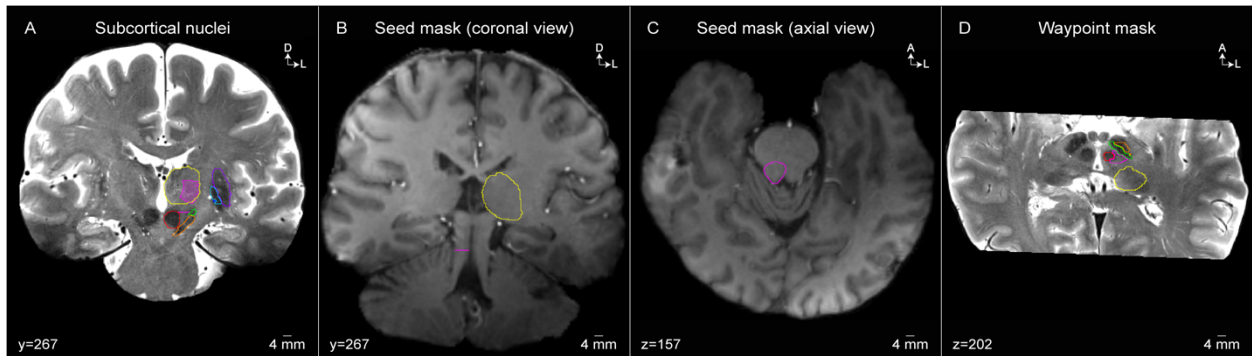 A Subcortical nuclei
D
L
y=267
4 mm
B Seed mask (coronal view)
D
L
y=267
4 mm
C Seed mask (axial view)
A
L
z=157
4 mm
D Waypoint mask
A
L
z=202
4 mm